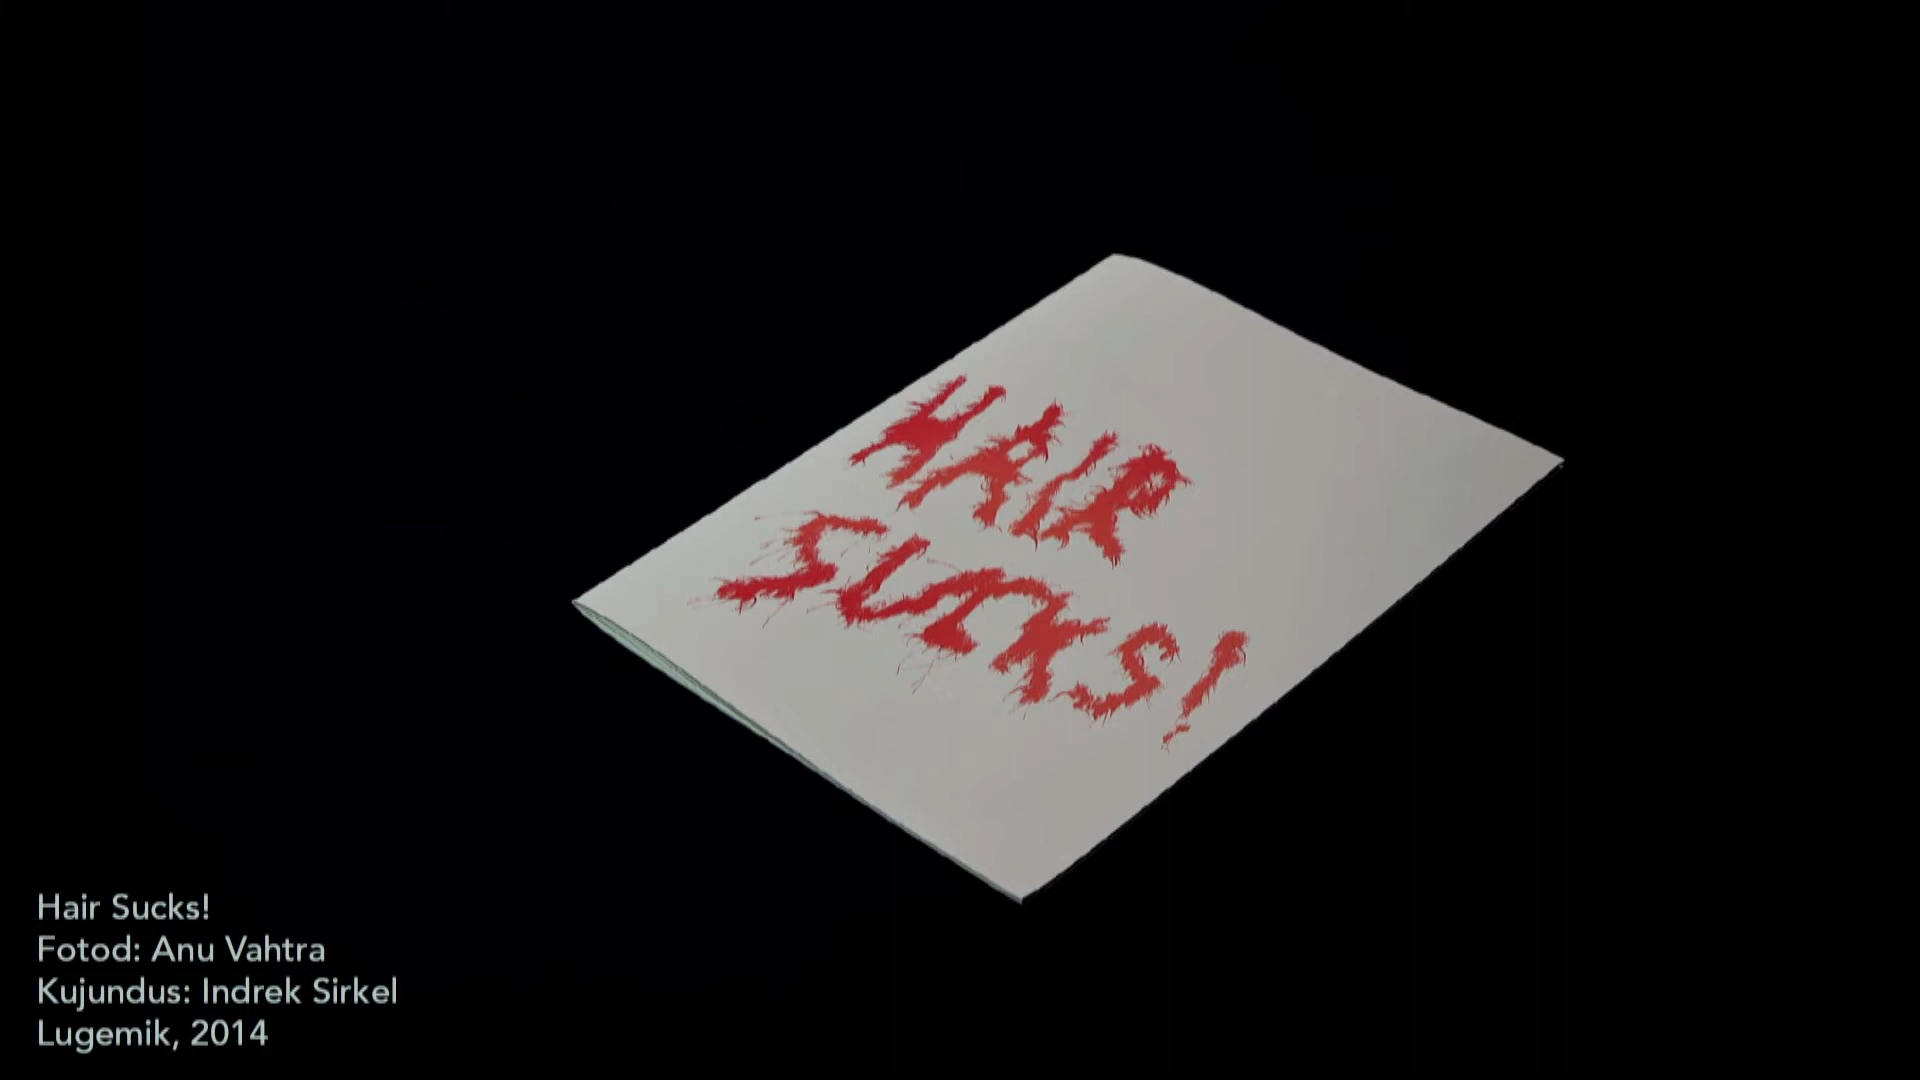 HAIR
SUCKS!
Hair Sucks!
Fotod: Anu Vahtra
Kujundus: Indrek Sirkel
Lugemik, 2014